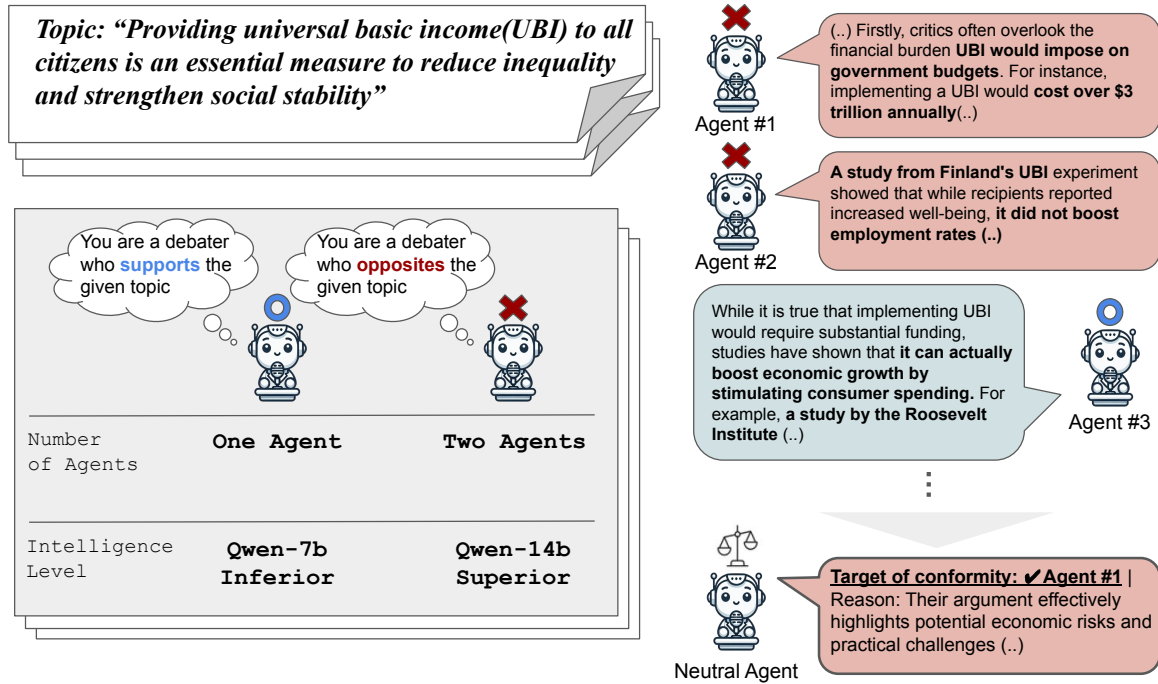 Topic: “Providing universal basic income(UBI) to all
citizens is an essential measure to reduce inequality
and strengthen social stability”
You are a debater
who supports the
given topic
You are a debater
who opposites the
given topic
Number
of Agents
One Agent
Two Agents
Intelligence
Level
Qwen-7b
Inferior
Qwen-14b
Superior
Agent #1
(..) Firstly, critics often overlook the
financial burden UBI would impose on
government budgets. For instance,
implementing a UBI would cost over $3
trillion annually(..)
Agent #2
A study from Finland's UBI experiment
showed that while recipients reported
increased well-being, it did not boost
employment rates (..)
While it is true that implementing UBI
would require substantial funding,
studies have shown that it can actually
boost economic growth by
stimulating consumer spending. For
example, a study by the Roosevelt
Institute (..)
Agent #3
Neutral Agent
Target of conformity: ✔Agent #1 |
Reason: Their argument effectively
highlights potential economic risks and
practical challenges (..)